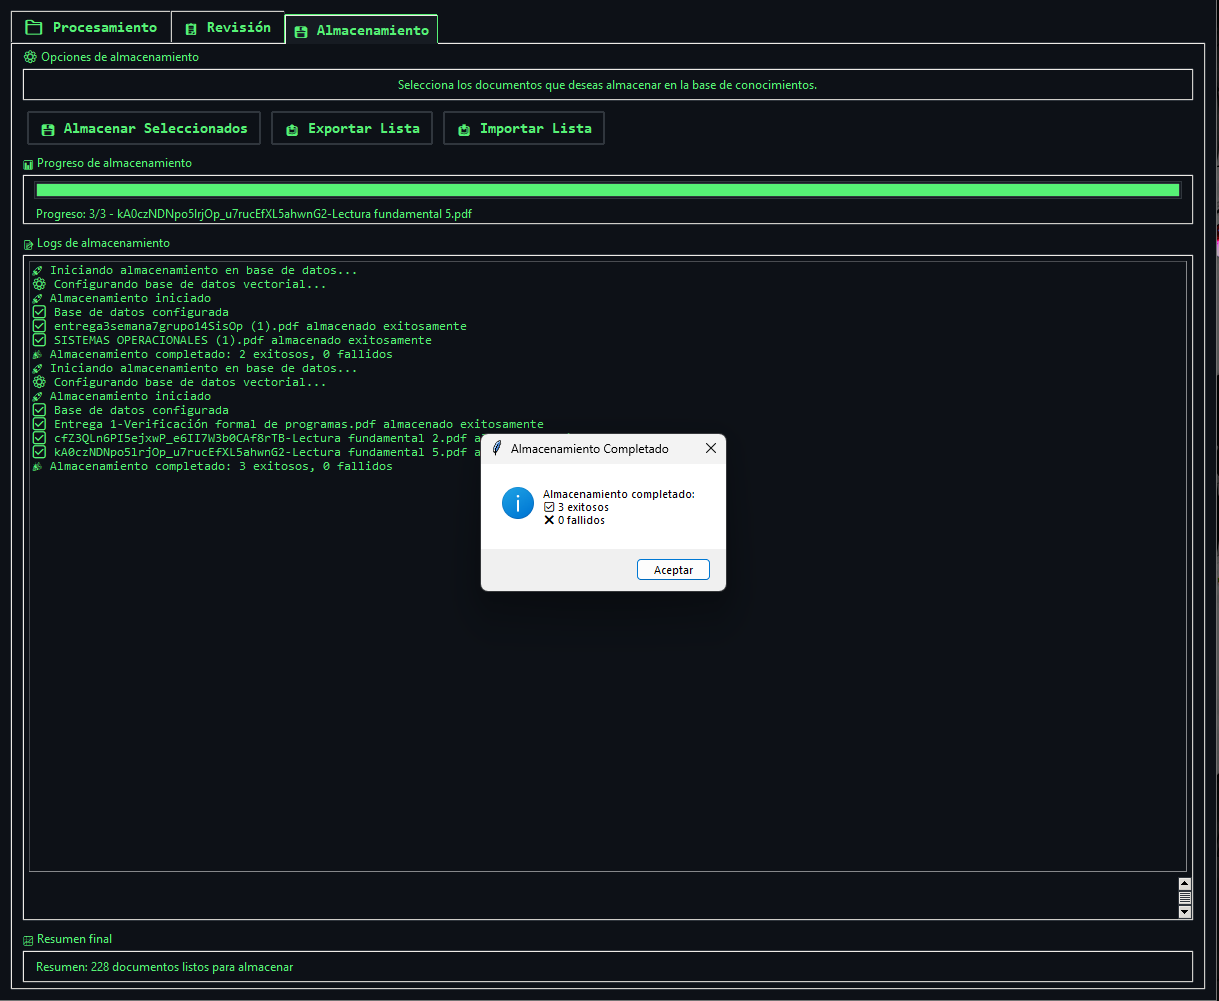 Procesamiento
Revisión
Almacenamiento
Opciones de almacenamiento
Selecciona los documentos que deseas almacenar en la base de conocimientos.
Almacenar Seleccionados
Exportar Lista
Importar Lista
Progreso de almacenamiento
Progreso: 3/3 - kA0czNDNpo5lrjOp_u7rucEfXL5ahwnG2-Lectura fundamental 5.pdf
Logs de almacenamiento
Iniciando almacenamiento en base de datos...
Configurando base de datos vectorial...
Almacenamiento iniciado
Base de datos configurada
entrega3semana7grupo14SisOp (1).pdf almacenado exitosamente
SISTEMAS OPERACIONALES (1).pdf almacenado exitosamente
Almacenamiento completado: 2 exitosos, 0 fallidos
Iniciando almacenamiento en base de datos...
Configurando base de datos vectorial...
Almacenamiento iniciado
Base de datos configurada
Entrega 1-Verificación formal de programas.pdf almacenado exitosamente
cfZ3QLn6PI5ejxwP_e6II7W3b0CAf8rTB-Lectura fundamental 2.pdf a
kA0czNDNpo5lrjOp_u7rucEfXL5ahwnG2-Lectura fundamental 5.pdf a
Almacenamiento completado: 3 exitosos, 0 fallidos
Almacenamiento Completado
Almacenamiento completado:
3 exitosos
0 fallidos
Aceptar
Resumen final
Resumen: 228 documentos listos para almacenar